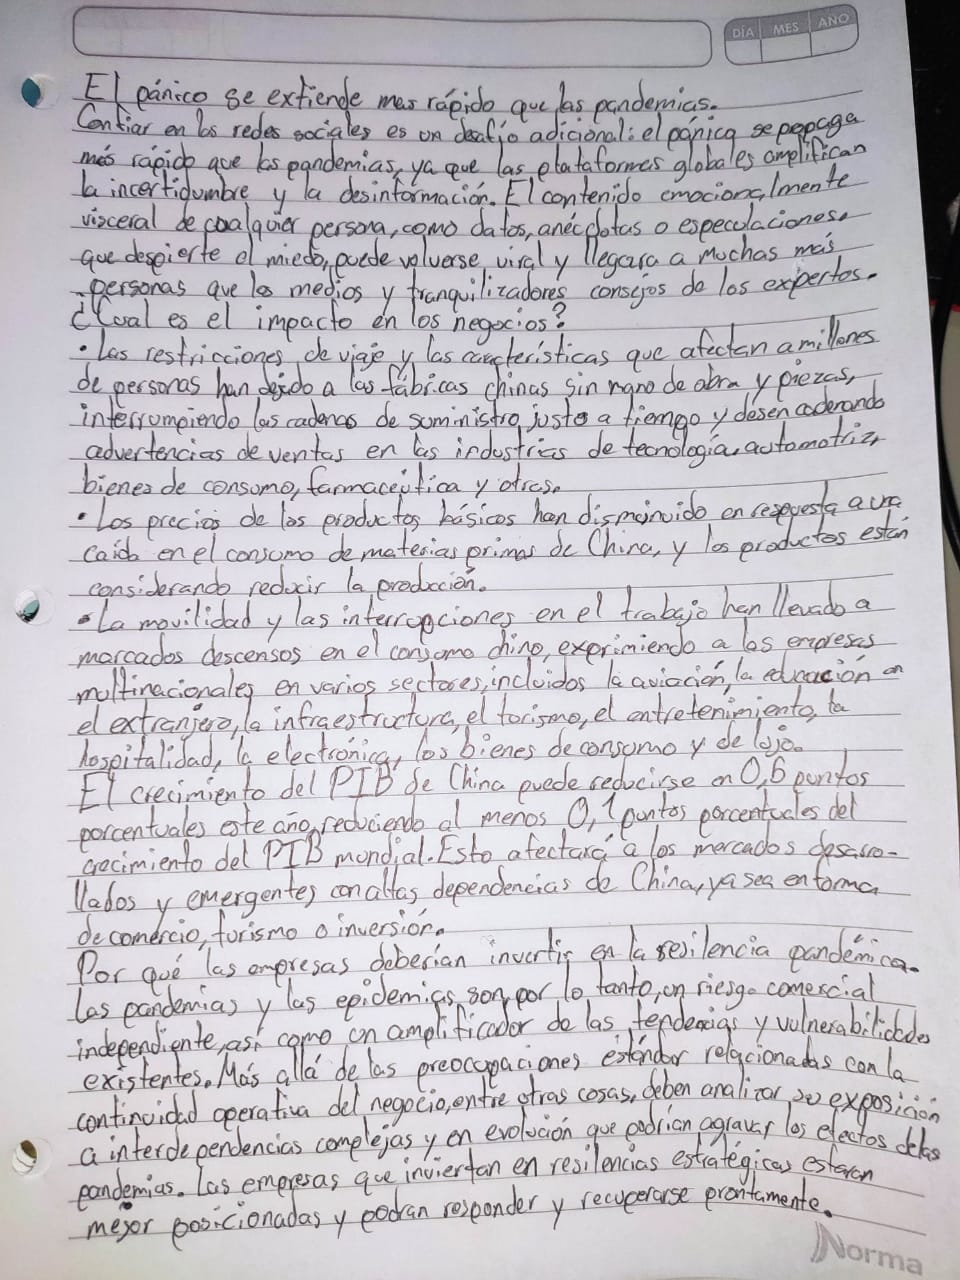 DÍA MES AÑO
El pánico se extiende mas rápido que las pandemias.
Confiar en las redes sociales es un desafío adicional: el pánico se propaga
más rápido que las pandemias, ya que las plataformas globales amplifican
la incertidumbre y la desinformación. El contenido emocionalmente
visceral de cualquier persona, como datos, anécdotas o especulaciones.
que despierte el miedo, puede volverse viral y llegara a muchas más
personas que los medios y tranquilizadores consejos de los expertos.
¿Cual es el impacto en los negocios?
• Las restricciones de viaje y las características que afectan a millones
de personas han dejado a las fábricas chinas sin mano de obra y piezas,
interrumpiendo las cadenas de suministro justo a tiempo y desencadenando
advertencias de ventas en las industrias de tecnología, automotriz,
bienes de consumo, farmaceútica y otras.
• Los precios de los productos básicos han disminuido en respuesta a una
caída en el consumo de materias primas de China, y los productos están
considerando reducir la producción.
• La movilidad y las interrupciones en el trabajo han llevado a
marcados descensos en el consumo chino, exprimiendo a las empresas
multinacionales en varios sectores, incluidos la aviación, la educación en
el extranjero, la infraestructura, el turismo, el entretenimiento, la
hospitalidad, la electrónica, los bienes de consumo y de lujo.
El crecimiento del PIB de China puede reducirse en 0,6 puntos
porcentuales este año, reduciendo al menos 0,1 puntos porcentuales del
crecimiento del PIB mundial. Esto afectará a los mercados desarro-
llados y emergentes con altas dependencias de China, ya sea en forma
de comercio, turismo o inversión.
Por qué las empresas deberían invertir en la resilencia pandémica.
Las pandemias y las epidemias son, por lo tanto, un riesgo comercial
independiente, así como un amplificador de las tendencias y vulnerabilidades
existentes. Más allá de las preocupaciones estándar relacionadas con la
continuidad operativa del negocio, entre otras cosas, deben analizar su exposición
a interdependencias complejas y en evolución que podrían agravar los efectos de las
pandemias. Las empresas que inviertan en resilencias estratégicas estaran
mejor posicionadas y podran responder y recuperarse prontamente.
Norma